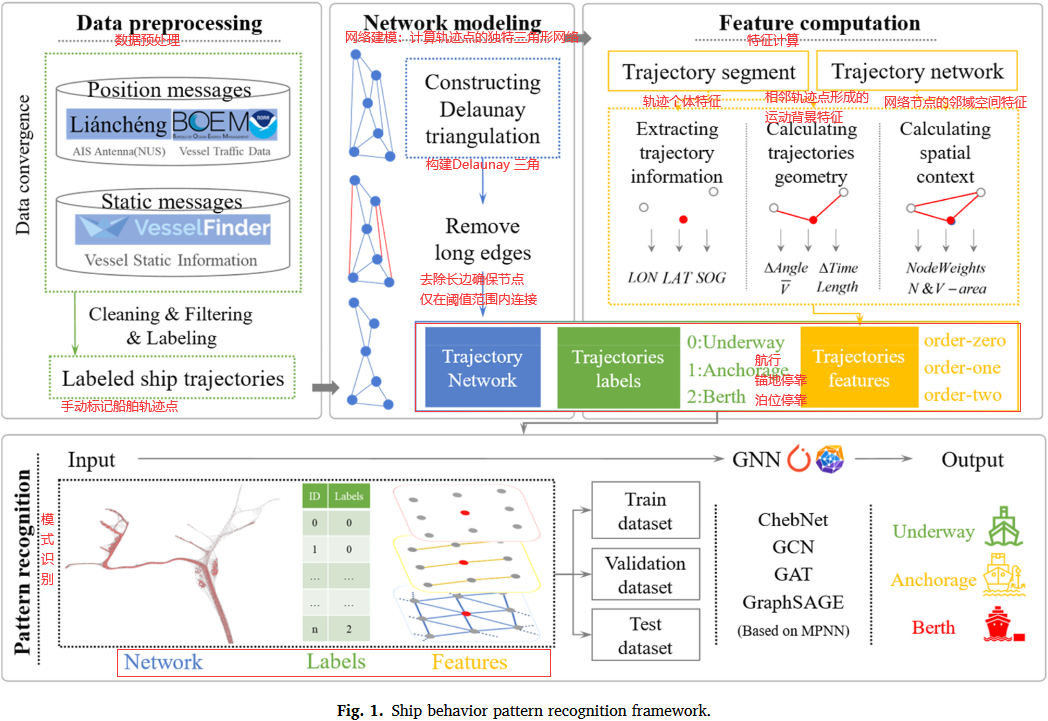 Data preprocessing
数据预处理
Data convergence
Position messages
Liánchéng
BOEM
BUREAU OF OCEAN ENERGY MANAGEMENT
NOAA
AIS Antenna(NUS) Vessel Traffic Data
Static messages
VesselFinder
Vessel Static Information
Cleaning & Filtering
& Labeling
Labeled ship trajectories
手动标记船舶轨迹点
Network modeling
网络建模：计算轨迹点的独特三角形网络
Constructing
Delaunay
triangulation
构建Delaunay 三角
Remove
long edges
去除长边确保节点
仅在阈值范围内连接
Feature computation
特征计算
Trajectory segment
Trajectory network
轨迹个体特征
相邻轨迹点形成的
运动背景特征
网络节点的邻域空间特征
Extracting
trajectory
information
LON LAT SOG
Calculating
trajectories
geometry
ΔAngle ΔTime
V̅ Length
Calculating
spatial
context
NodeWeights
N & V − area
Trajectory
Network
Trajectories
labels
0:Underway
航行
1:Anchorage
锚地停靠
2:Berth
泊位停靠
Trajectories
features
order-zero
order-one
order-two
Pattern recognition
模式识别
Input
GNN
Output
ID Labels
0 0
1 0
... ...
... ...
n 2
Network
Labels
Features
Train
dataset
Validation
dataset
Test
dataset
ChebNet
GCN
GAT
GraphSAGE
(Based on MPNN)
Underway
Anchorage
Berth
Fig. 1. Ship behavior pattern recognition framework.